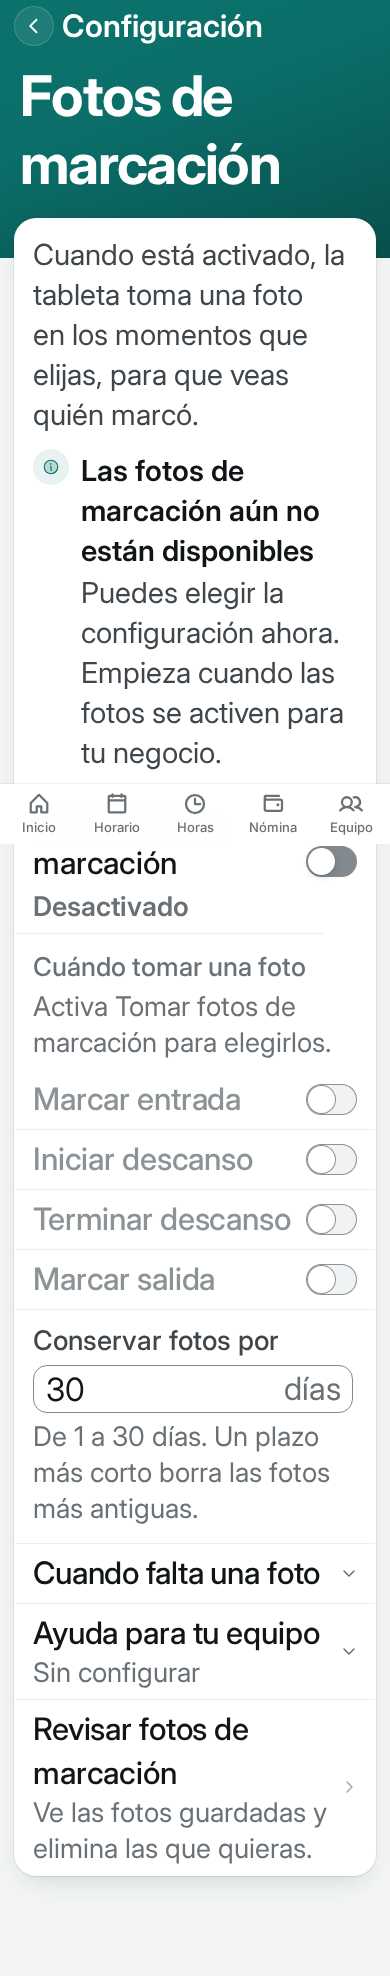 Configuración
Fotos de
marcación
Cuando está activado, la
tableta toma una foto
en los momentos que
elijas, para que veas
quién marcó.
Las fotos de
marcación aún no
están disponibles
Puedes elegir la
configuración ahora.
Empieza cuando las
fotos se activen para
tu negocio.
Inicio
Horario
Horas
Nómina
Equipo
marcación
Desactivado
Cuándo tomar una foto
Activa Tomar fotos de
marcación para elegirlos.
Marcar entrada
Iniciar descanso
Terminar descanso
Marcar salida
Conservar fotos por
30 días
De 1 a 30 días. Un plazo
más corto borra las fotos
más antiguas.
Cuando falta una foto
Ayuda para tu equipo
Sin configurar
Revisar fotos de
marcación
Ve las fotos guardadas y
elimina las que quieras.